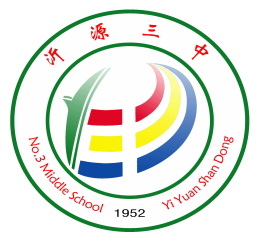 沂源三中
No.3 Middle School
Yi Yuan Shan Dong
1952